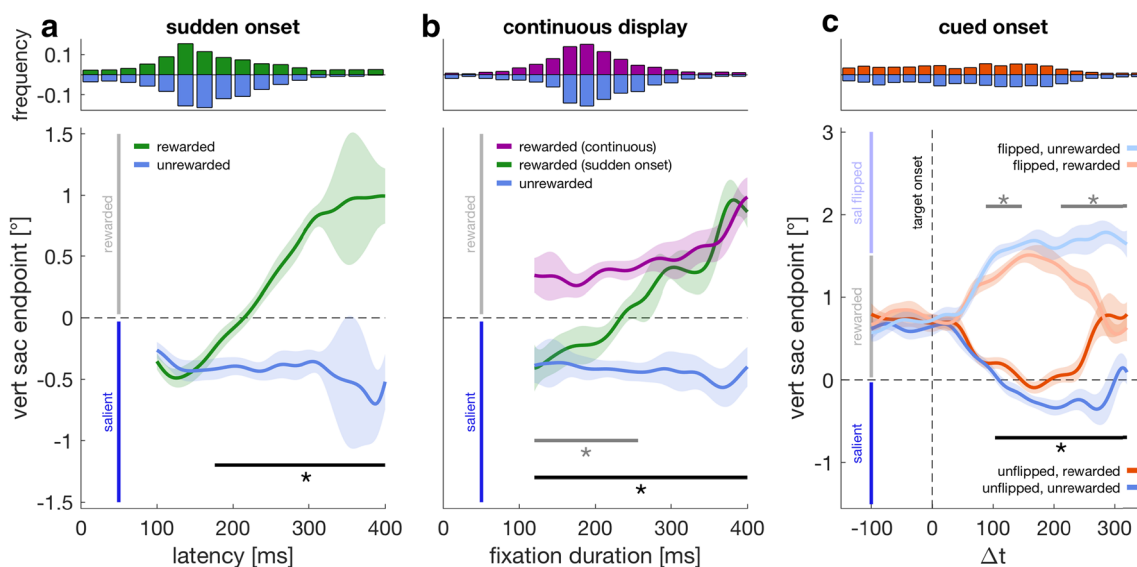 a
sudden onset
b
continuous display
c
cued onset
frequency
0.1
-0.1
vert sac endpoint [°]
1.5
1
0.5
0
-0.5
-1
-1.5
rewarded
unrewarded
rewarded
salient
*
0
100
200
300
400
latency [ms]
rewarded (continuous)
rewarded (sudden onset)
unrewarded
*
*
0
100
200
300
400
fixation duration [ms]
vert sac endpoint [°]
3
2
1
0
-1
sal flipped
rewarded
salient
target onset
flipped, unrewarded
flipped, rewarded
*
*
*
unflipped, rewarded
unflipped, unrewarded
-100
0
100
200
300
Δt